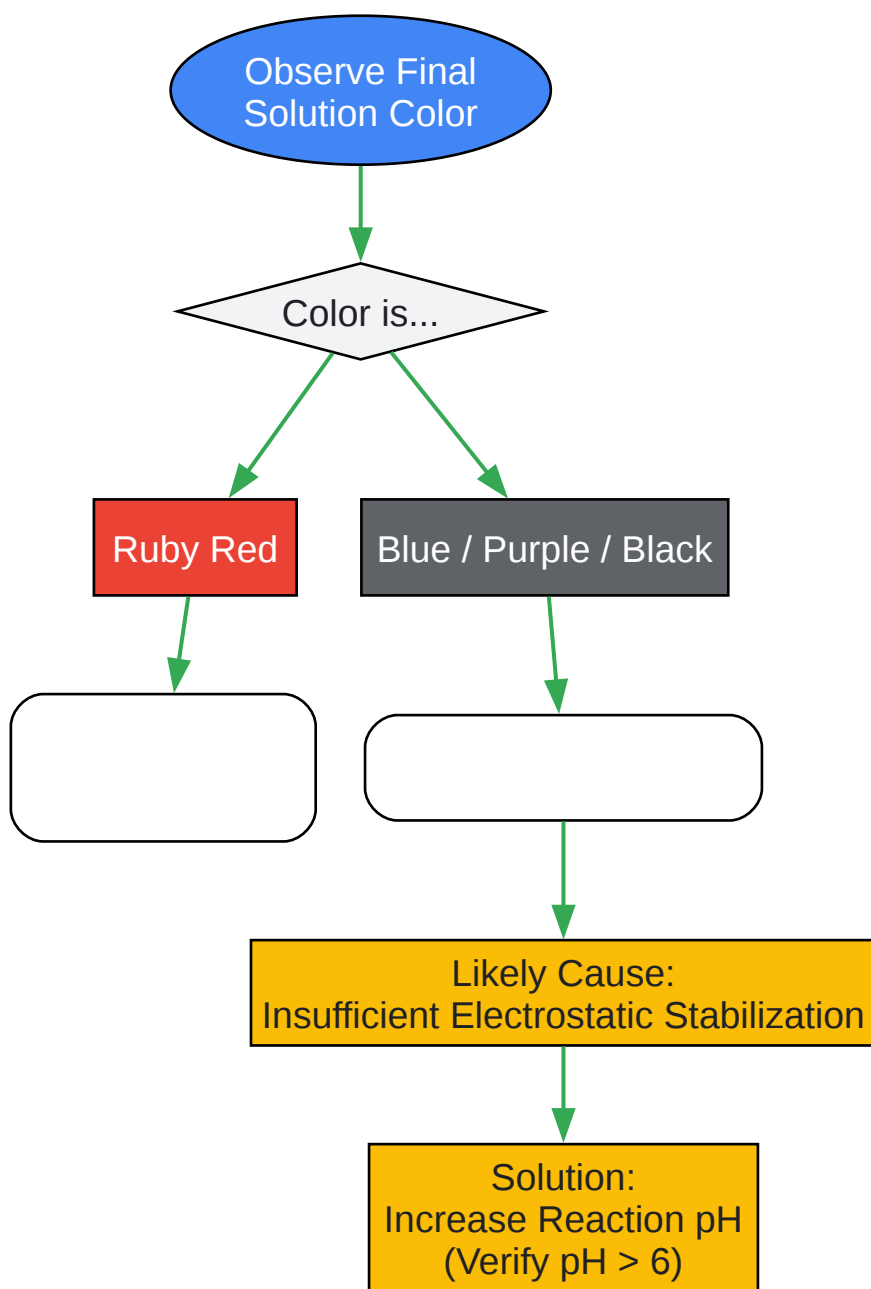 Observe Final
Solution Color
Color is...
Ruby Red
Blue / Purple / Black
Likely Cause:
Insufficient Electrostatic Stabilization
Solution:
Increase Reaction pH
(Verify pH > 6)